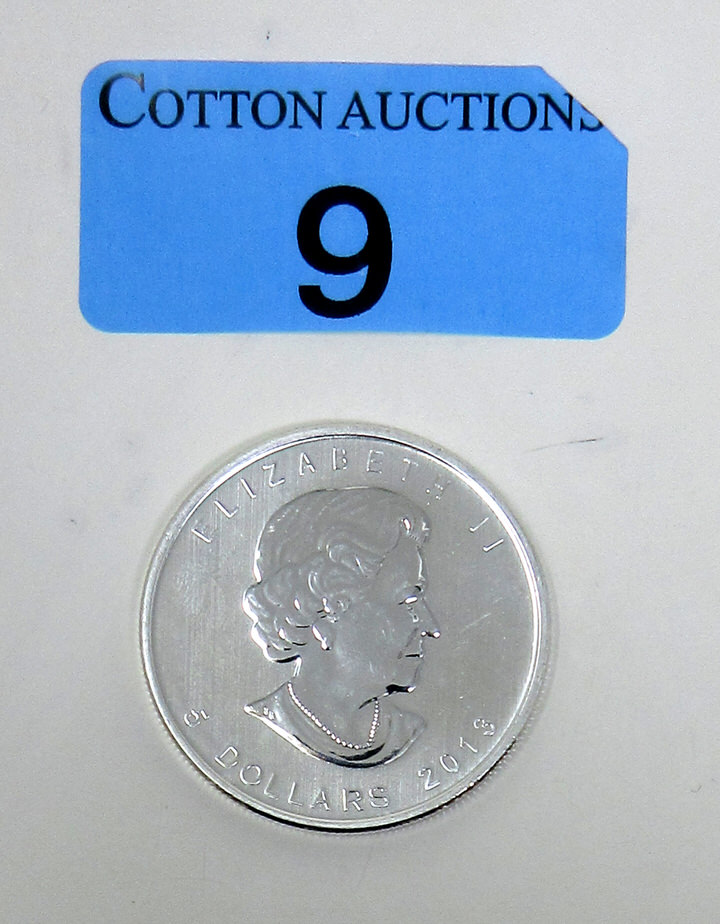 COTTON AUCTIONS
9
ELIZABETH II
5 DOLLARS 2013